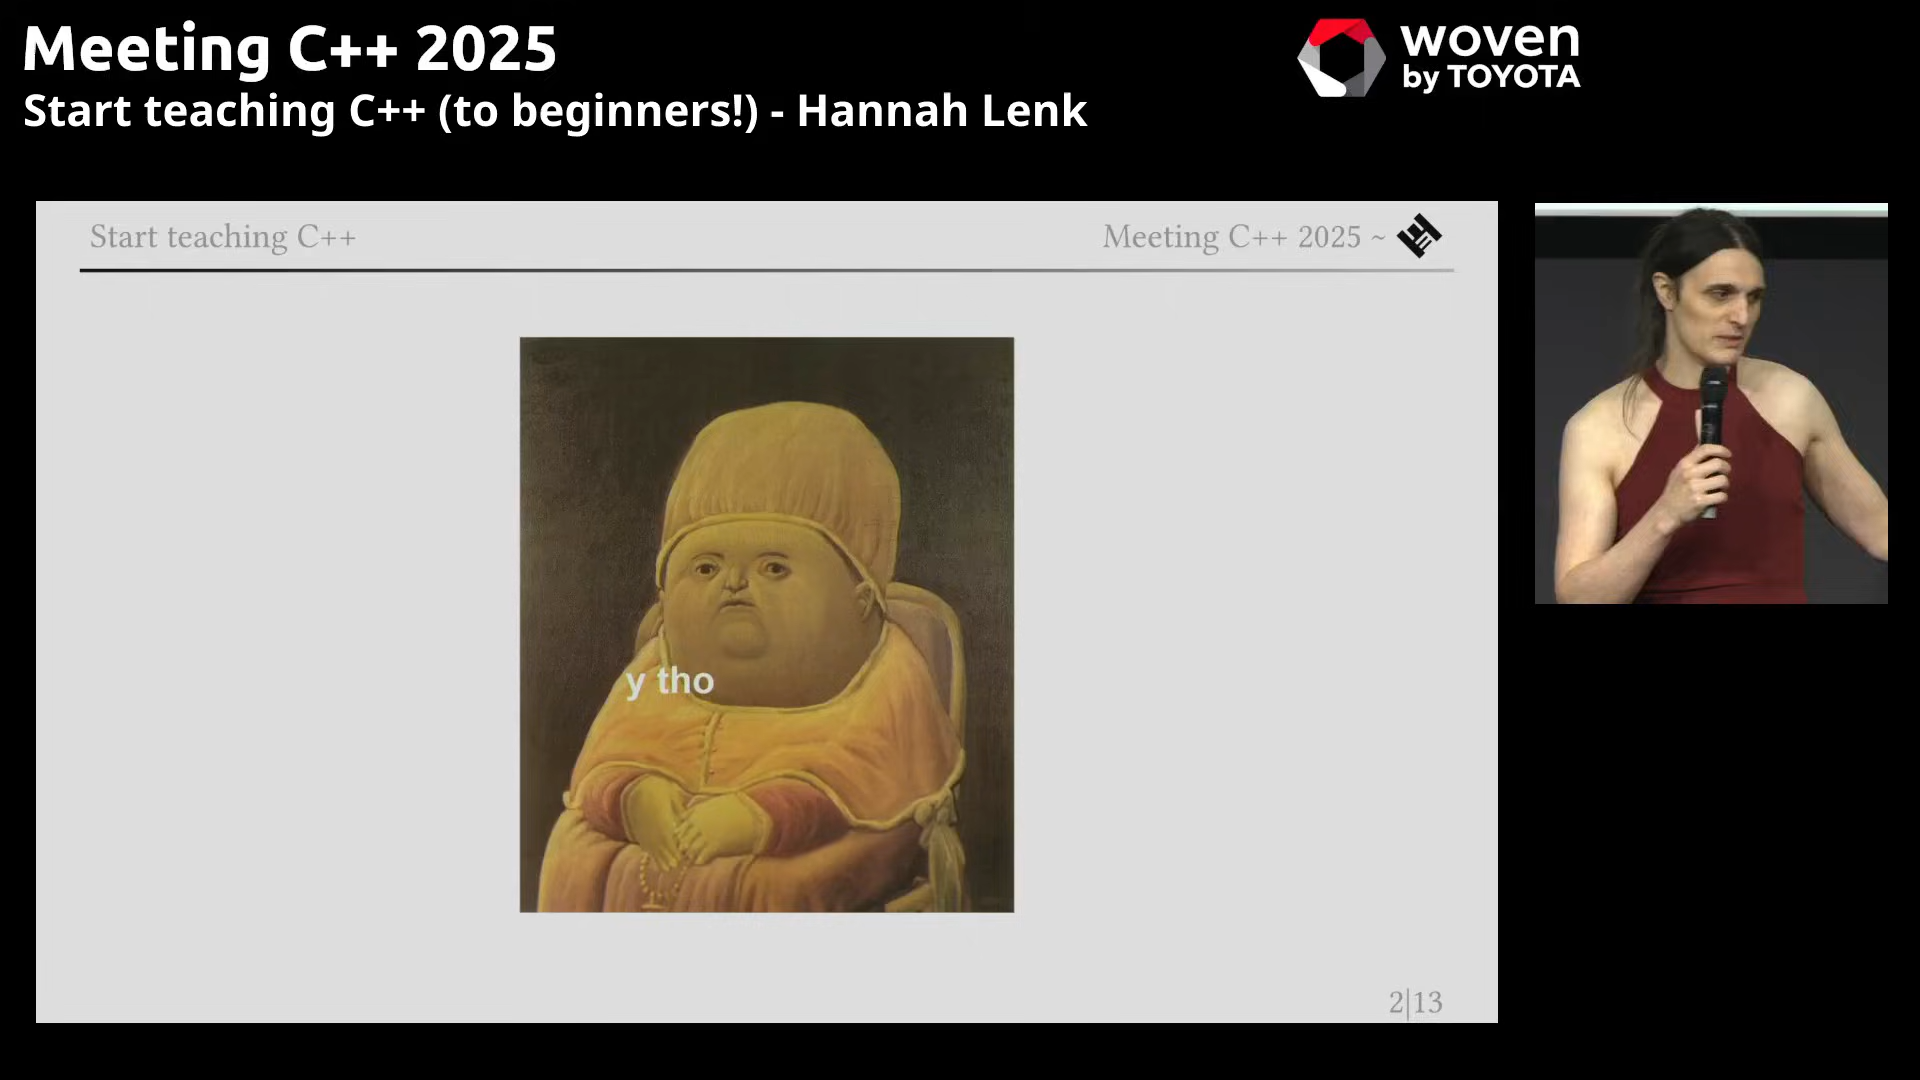 Meeting C++ 2025
Start teaching C++ (to beginners!) - Hannah Lenk
woven
by TOYOTA
Start teaching C++
Meeting C++ 2025 ~
y tho
2|13